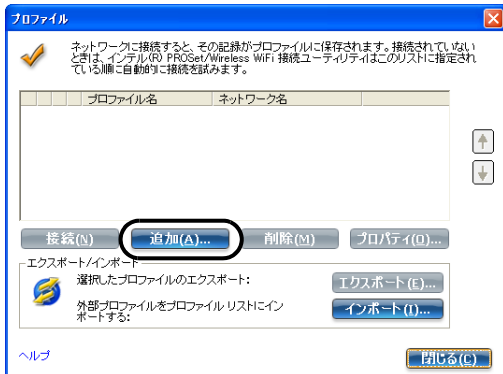 プロファイル
ネットワークに接続すると、その記録がプロファイルに保存されます。接続されていない
ときは、インテル(R) PROSet/Wireless WiFi 接続ユーティリティはこのリストに指定され
ている順に自動的に接続を試みます。
プロファイル名 ネットワーク名
接続(N) 追加(A)... 削除(M) プロパティ(O)...
エクスポート/インポート
選択したプロファイルのエクスポート: エクスポート(E)...
外部プロファイルをプロファイル リストにイン
ポートする: インポート(I)...
ヘルプ 閉じる(C)